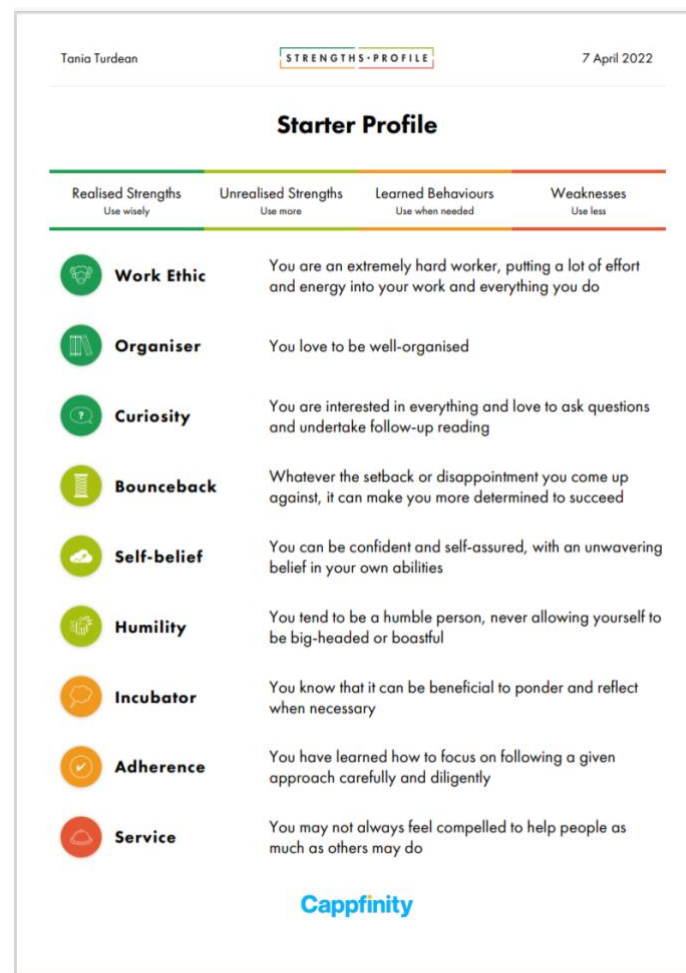 Tania Turdean
STRENGTHS·PROFILE
7 April 2022
Starter Profile
Realised Strengths
Use wisely
Unrealised Strengths
Use more
Learned Behaviours
Use when needed
Weaknesses
Use less
Work Ethic
You are an extremely hard worker, putting a lot of effort
and energy into your work and everything you do
Organiser
You love to be well-organised
Curiosity
You are interested in everything and love to ask questions
and undertake follow-up reading
Bounceback
Whatever the setback or disappointment you come up
against, it can make you more determined to succeed
Self-belief
You can be confident and self-assured, with an unwavering
belief in your own abilities
Humility
You tend to be a humble person, never allowing yourself to
be big-headed or boastful
Incubator
You know that it can be beneficial to ponder and reflect
when necessary
Adherence
You have learned how to focus on following a given
approach carefully and diligently
Service
You may not always feel compelled to help people as
much as others may do
Cappfinity